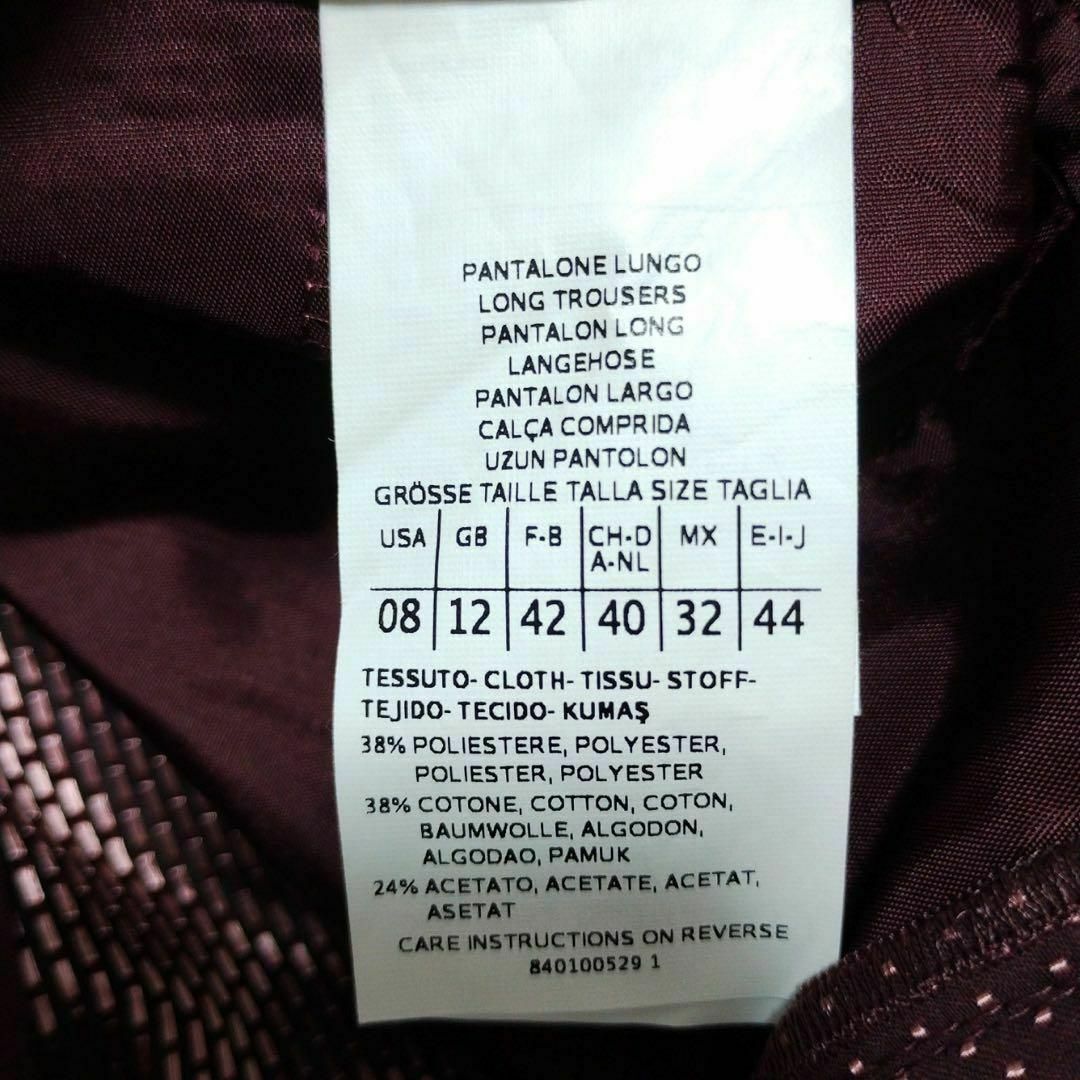 PANTALONE LUNGO
LONG TROUSERS
PANTALON LONG
LANGEHOSE
PANTALON LARGO
CALÇA COMPRIDA
UZUN PANTOLON
GRÖSSE TAILLE TALLA SIZE TAGLIA
USA GB F-B CH-D A-NL MX E-I-J
08 12 42 40 32 44
TESSUTO- CLOTH- TISSU- STOFF-
TEJIDO- TECIDO- KUMAŞ
38% POLIESTERE, POLYESTER,
POLIESTER, POLYESTER
38% COTONE, COTTON, COTON,
BAUMWOLLE, ALGODON,
ALGODAO, PAMUK
24% ACETATO, ACETATE, ACETAT,
ASETAT
CARE INSTRUCTIONS ON REVERSE
840100529 1